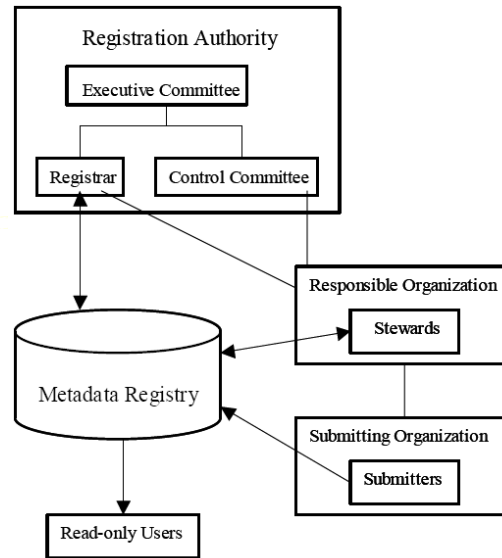 Registration Authority
Executive Committee
Registrar
Control Committee
Responsible Organization
Stewards
Metadata Registry
Submitting Organization
Submitters
Read-only Users